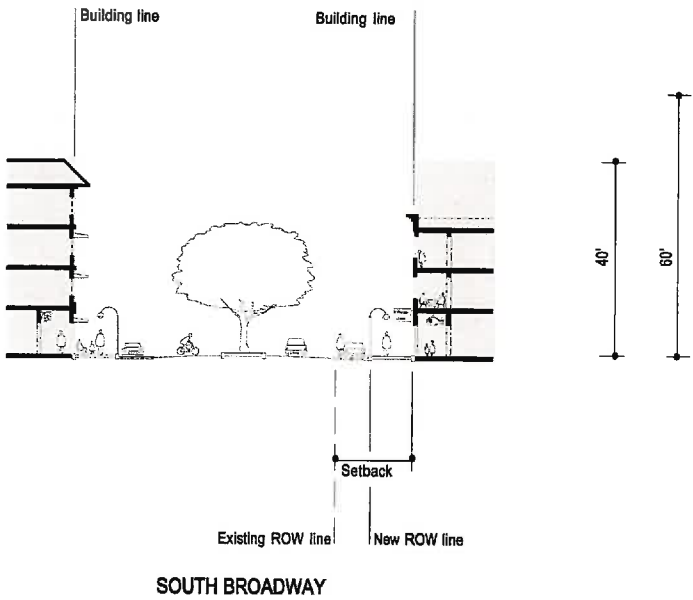 Building line
Building line
40'
60'
Setback
Existing ROW line
New ROW line
SOUTH BROADWAY